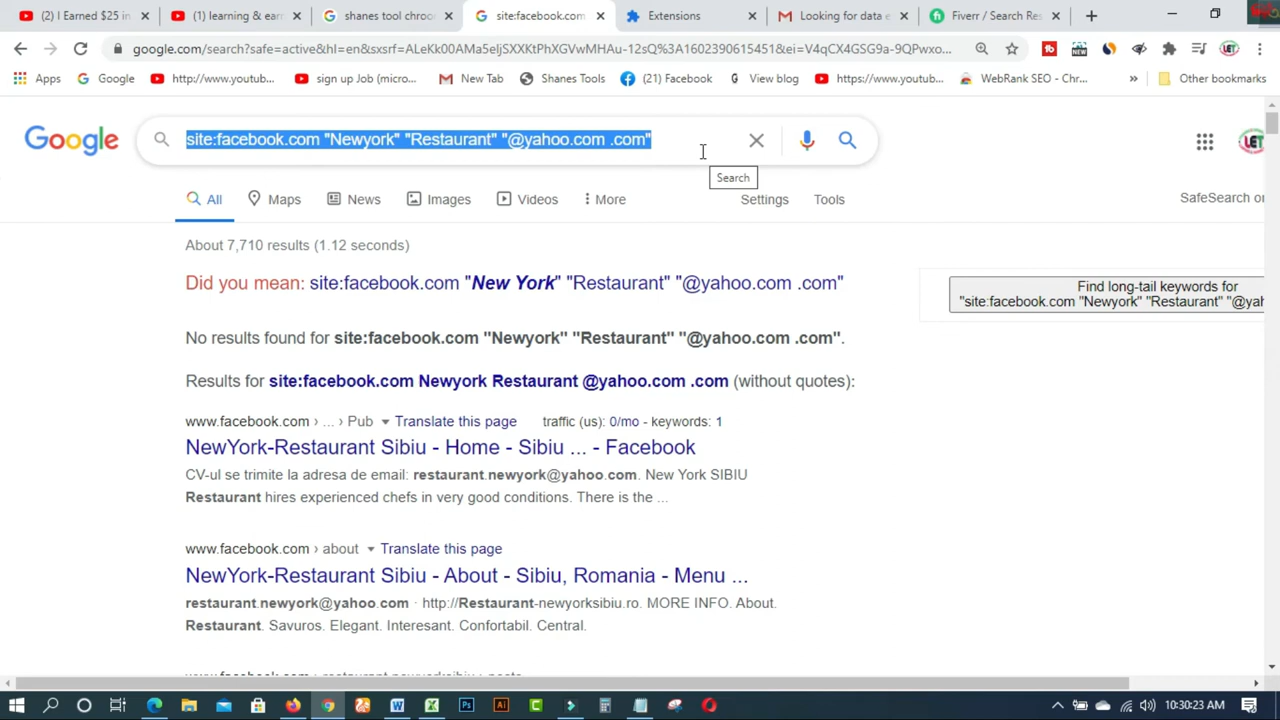 (2) I Earned $25 in
(1) learning & earn
shanes tool chroo
site:facebook.com
Extensions
Looking for data e
Fiverr / Search Res
google.com/search?safe=active&hl=en&sxsrf=ALeKk00AMa5eIjSXXKtPhXGVwMHAu-12sQ%3A1602390615451&ei=V4qCX4GSG9a-9QPwxo...
Apps
Google
http://www.youtub...
sign up Job (micro...
New Tab
Shanes Tools
(21) Facebook
View blog
https://www.youtub...
WebRank SEO - Chr...
»
Other bookmarks
Google
site:facebook.com "Newyork" "Restaurant" "@yahoo.com .com"
LET
Search
All
Maps
News
Images
Videos
More
Settings
Tools
SafeSearch on
About 7,710 results (1.12 seconds)
Did you mean: site:facebook.com "New York" "Restaurant" "@yahoo.com .com"
Find long-tail keywords for
"site:facebook.com "Newyork" "Restaurant" "@yah
No results found for site:facebook.com "Newyork" "Restaurant" "@yahoo.com .com".
Results for site:facebook.com Newyork Restaurant @yahoo.com .com (without quotes):
www.facebook.com › ... › Pub Translate this page traffic (us): 0/mo - keywords: 1
NewYork-Restaurant Sibiu - Home - Sibiu ... - Facebook
CV-ul se trimite la adresa de email: restaurant.newyork@yahoo.com. New York SIBIU
Restaurant hires experienced chefs in very good conditions. There is the ...
www.facebook.com › about Translate this page
NewYork-Restaurant Sibiu - About - Sibiu, Romania - Menu ...
restaurant.newyork@yahoo.com · http://Restaurant-newyorksibiu.ro. MORE INFO. About.
Restaurant. Savuros. Elegant. Interesant. Confortabil. Central.
10:30:23 AM